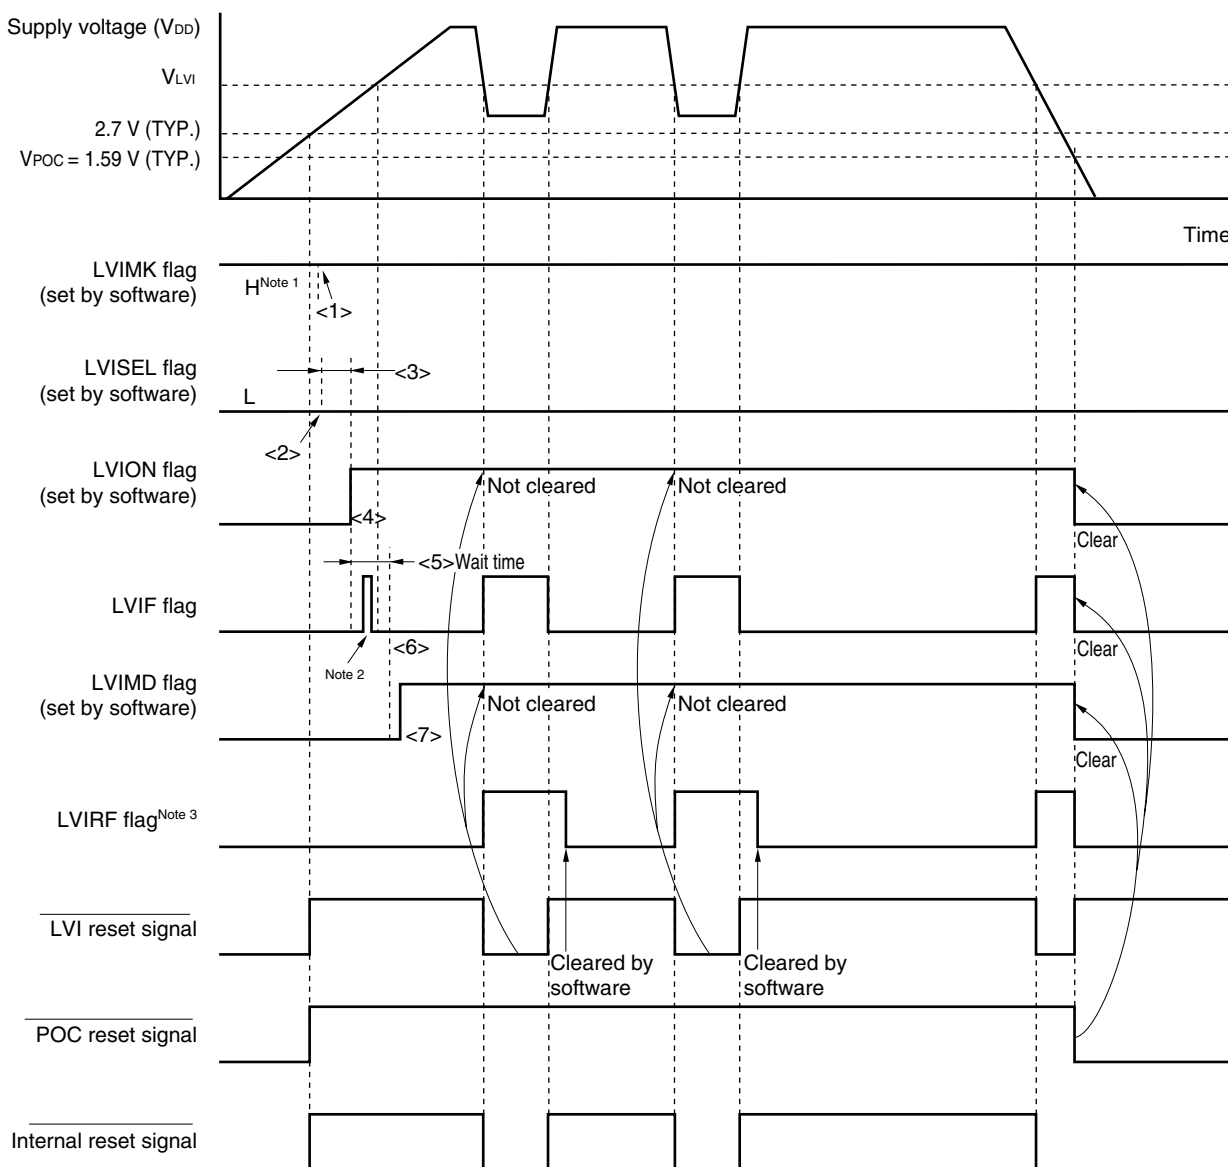 Supply voltage (VDD)
VLVI
2.7 V (TYP.)
VPOC = 1.59 V (TYP.)
Time
LVIMK flag
(set by software)
H Note 1
<1>
LVISEL flag
(set by software)
<3>
L
<2>
LVION flag
(set by software)
Not cleared
Not cleared
<4>
Clear
<5>Wait time
LVIF flag
<6>
Note 2
Clear
LVIMD flag
(set by software)
Not cleared
Not cleared
<7>
Clear
LVIRF flag Note 3
LVI reset signal
Cleared by
software
Cleared by
software
POC reset signal
Internal reset signal